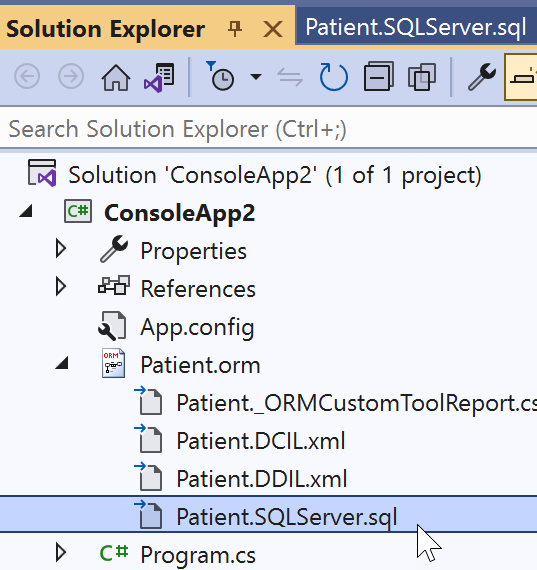 Solution Explorer
Patient.SQLServer.sql
Search Solution Explorer (Ctrl+;)
Solution 'ConsoleApp2' (1 of 1 project)
C# ConsoleApp2
Properties
References
App.config
ORM Patient.orm
Patient._ORMCustomToolReport.cs
Patient.DCIL.xml
Patient.DDIL.xml
Patient.SQLServer.sql
C# Program.cs